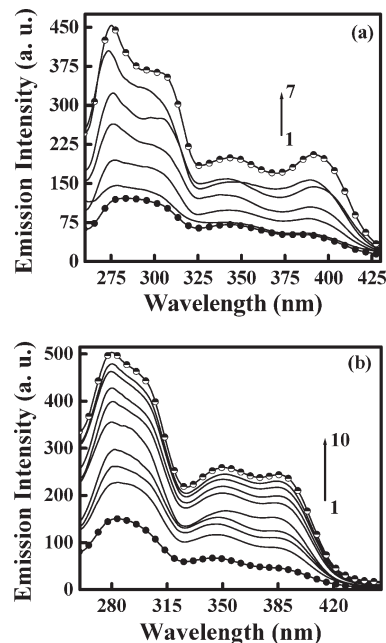 (a)
Emission Intensity (a. u.)
450
375
300
225
150
75
0
7
1
275 300 325 350 375 400 425
Wavelength (nm)
(b)
Emission Intensity (a. u.)
500
400
300
200
100
0
10
1
280 315 350 385 420
Wavelength (nm)